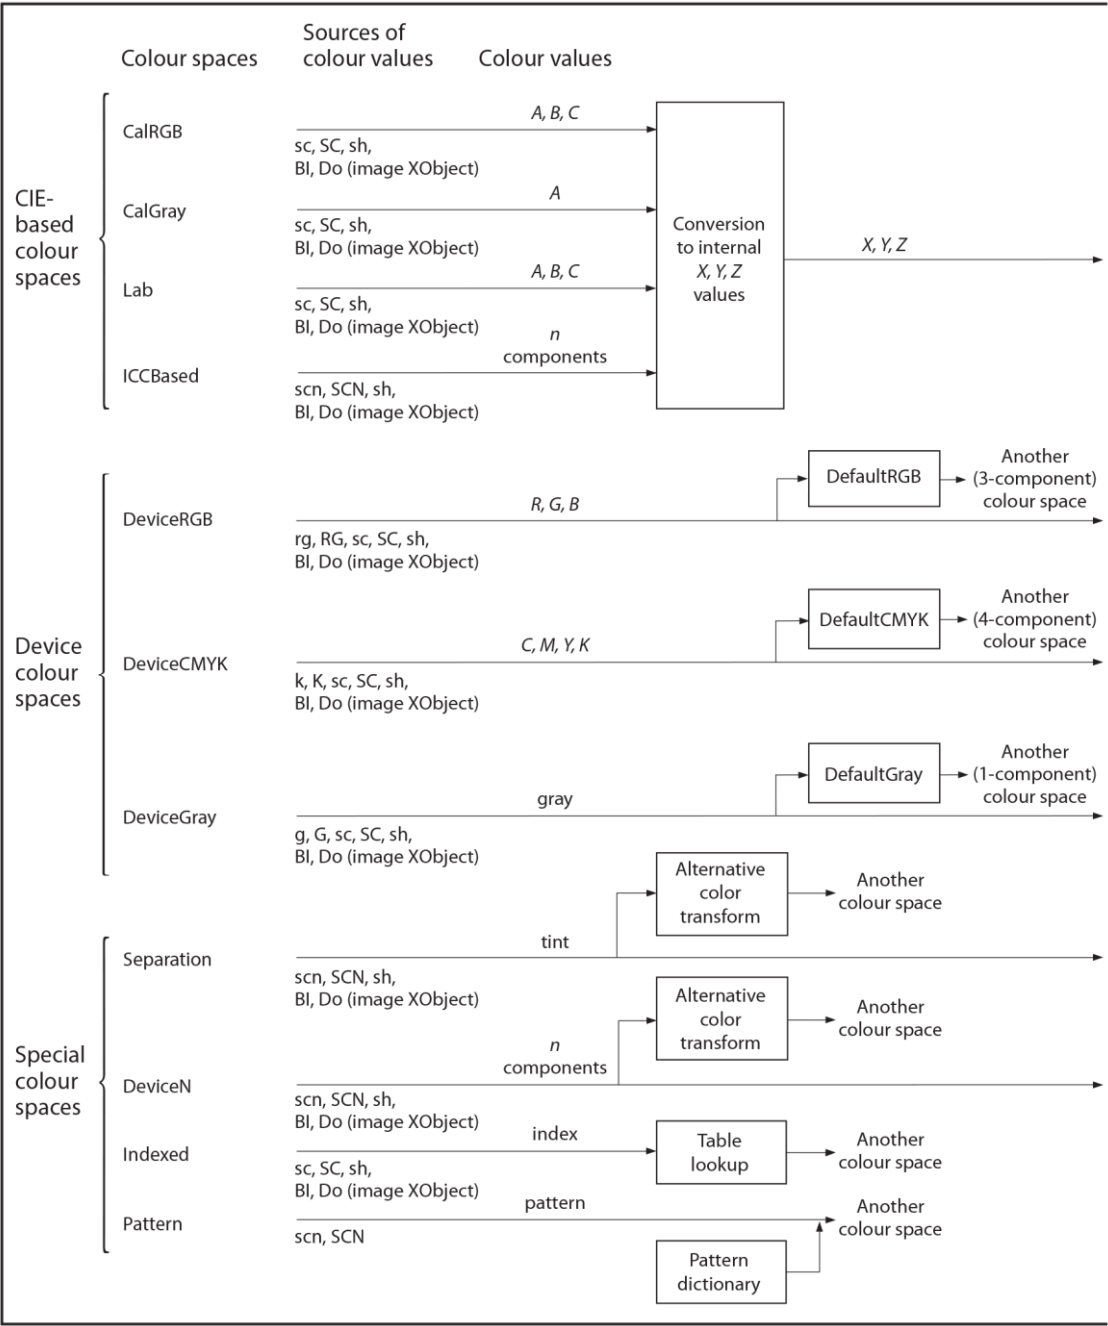 Colour spaces
Sources of
colour values
Colour values
CIE-
based
colour
spaces
CalRGB
A, B, C
sc, SC, sh,
BI, Do (image XObject)
CalGray
A
sc, SC, sh,
BI, Do (image XObject)
Lab
A, B, C
sc, SC, sh,
BI, Do (image XObject)
ICCBased
n
components
scn, SCN, sh,
BI, Do (image XObject)
Conversion
to internal
X, Y, Z
values
X, Y, Z
Device
colour
spaces
DeviceRGB
R, G, B
rg, RG, sc, SC, sh,
BI, Do (image XObject)
DefaultRGB
Another
(3-component)
colour space
DeviceCMYK
C, M, Y, K
k, K, sc, SC, sh,
BI, Do (image XObject)
DefaultCMYK
Another
(4-component)
colour space
DeviceGray
gray
g, G, sc, SC, sh,
BI, Do (image XObject)
DefaultGray
Another
(1-component)
colour space
Special
colour
spaces
Separation
tint
scn, SCN, sh,
BI, Do (image XObject)
Alternative
color
transform
Another
colour space
DeviceN
n
components
scn, SCN, sh,
BI, Do (image XObject)
Alternative
color
transform
Another
colour space
Indexed
index
sc, SC, sh,
BI, Do (image XObject)
Table
lookup
Another
colour space
Pattern
pattern
scn, SCN
Another
colour space
Pattern
dictionary